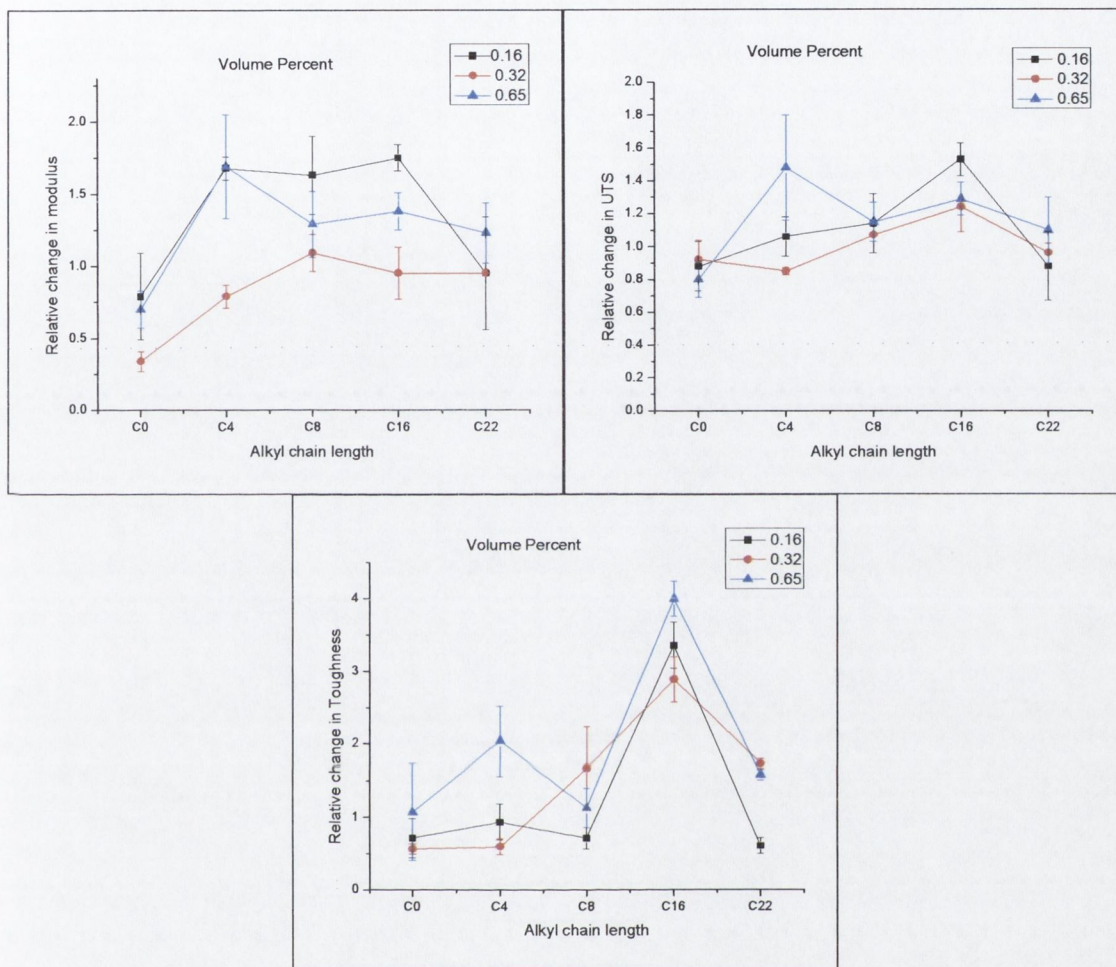 Volume Percent
0.16
0.32
0.65
2.0
1.5
1.0
0.5
0.0
Relative change in modulus
C0 C4 C8 C16 C22
Alkyl chain length
Volume Percent
0.16
0.32
0.65
2.0
1.8
1.6
1.4
1.2
1.0
0.8
0.6
0.4
0.2
0.0
Relative change in UTS
C0 C4 C8 C16 C22
Alkyl chain length
Volume Percent
0.16
0.32
0.65
4
3
2
1
0
Relative change in Toughness
C0 C4 C8 C16 C22
Alkyl chain length